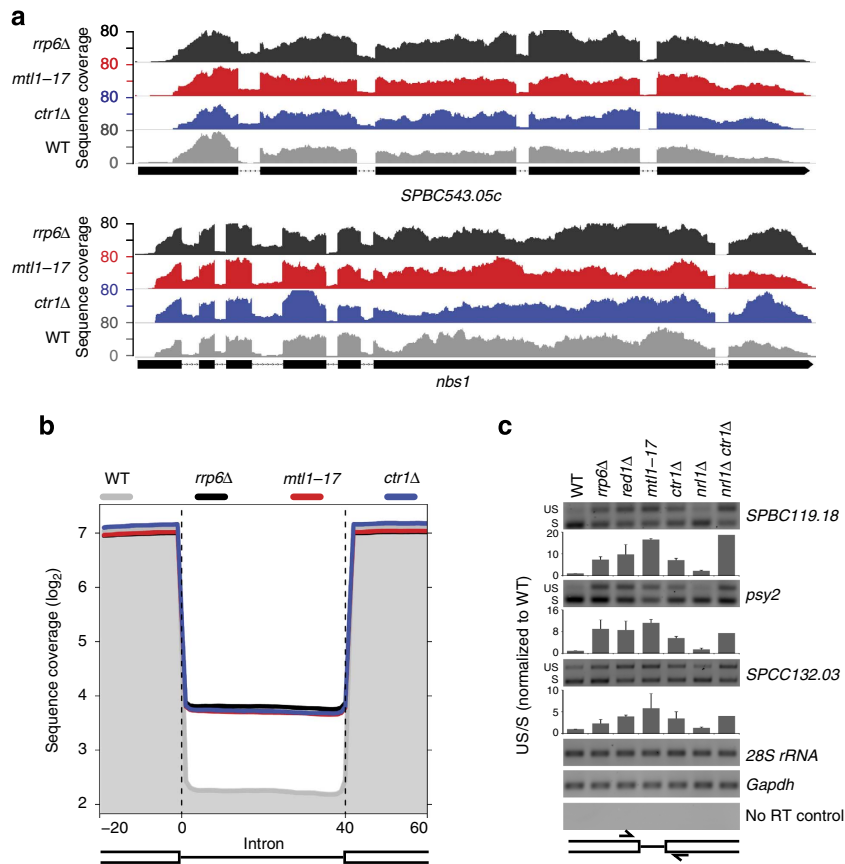 a
rrp6Δ
mtl1–17
ctr1Δ
WT
Sequence coverage
80
80
80
80
0
SPBC543.05c
rrp6Δ
mtl1–17
ctr1Δ
WT
Sequence coverage
80
80
80
80
0
nbs1
b
WT rrp6Δ mtl1–17 ctr1Δ
Sequence coverage (log2)
7
6
5
4
3
2
−20 0 40 60
Intron
c
WT rrp6Δ red1Δ mtl1–17 ctr1Δ nrl1Δ nrl1Δ ctr1Δ
US
S
SPBC119.18
20
10
0
US
S
psy2
16
8
0
US
S
SPCC132.03
10
5
0
US/S (normalized to WT)
28S rRNA
Gapdh
No RT control